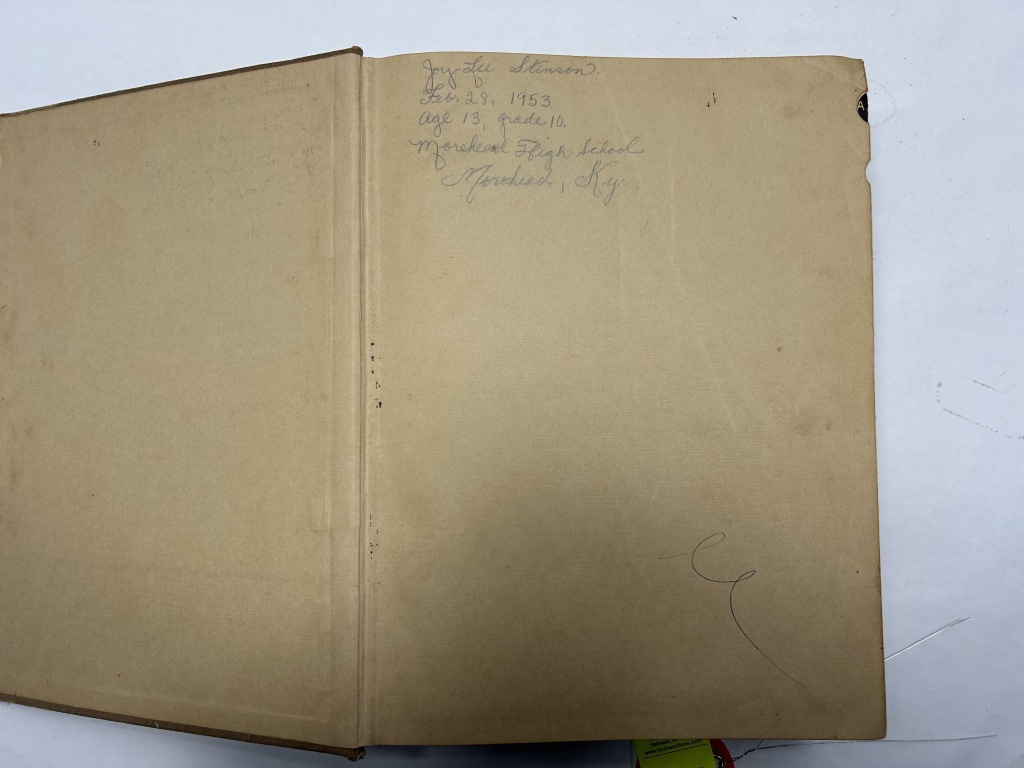 Joy Lee Stinson.
Feb. 28, 1953
Age 13, grade 10.
Morehead High School
Morehead, Ky.
A